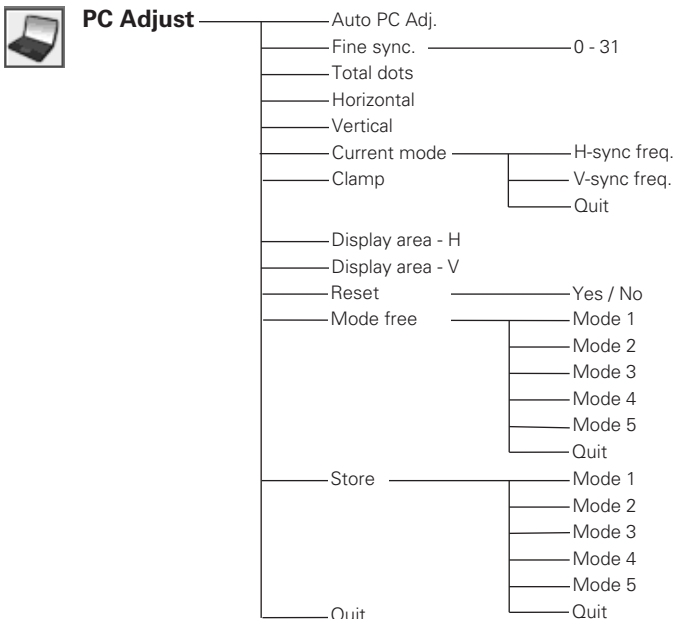 PC Adjust Auto PC Adj.
Fine sync. 0 - 31
Total dots
Horizontal
Vertical
Current mode H-sync freq.
Clamp V-sync freq.
Quit
Display area - H
Display area - V
Reset Yes / No
Mode free Mode 1
Mode 2
Mode 3
Mode 4
Mode 5
Quit
Store Mode 1
Mode 2
Mode 3
Mode 4
Mode 5
Quit Quit